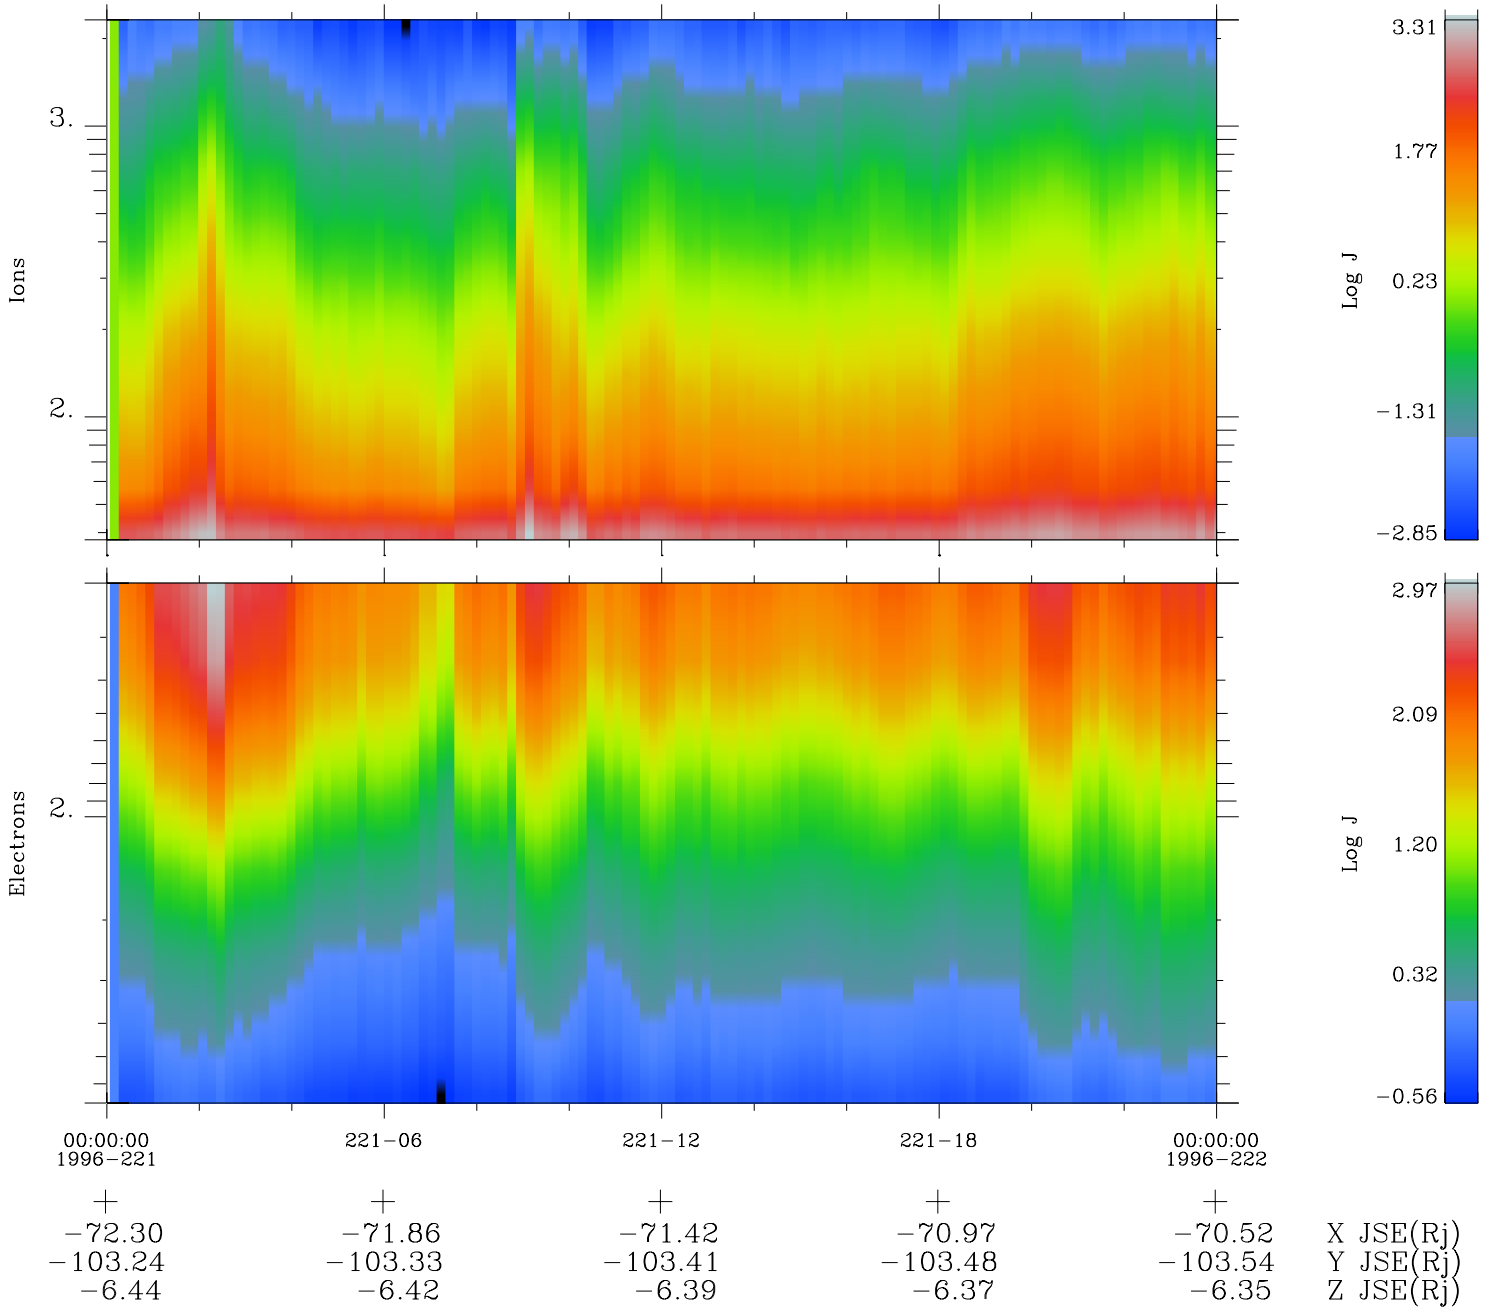 3.
2.
Ions
3.31
1.77
0.23
−1.31
−2.85
Log J
2.
Electrons
2.97
2.09
1.20
0.32
−0.56
Log J
00:00:00 221−06 221−12 221−18 00:00:00
1996−221 1996−222
−72.30 −71.86 −71.42 −70.97 −70.52 X JSE(Rj)
−103.24 −103.33 −103.41 −103.48 −103.54 Y JSE(Rj)
−6.44 −6.42 −6.39 −6.37 −6.35 Z JSE(Rj)